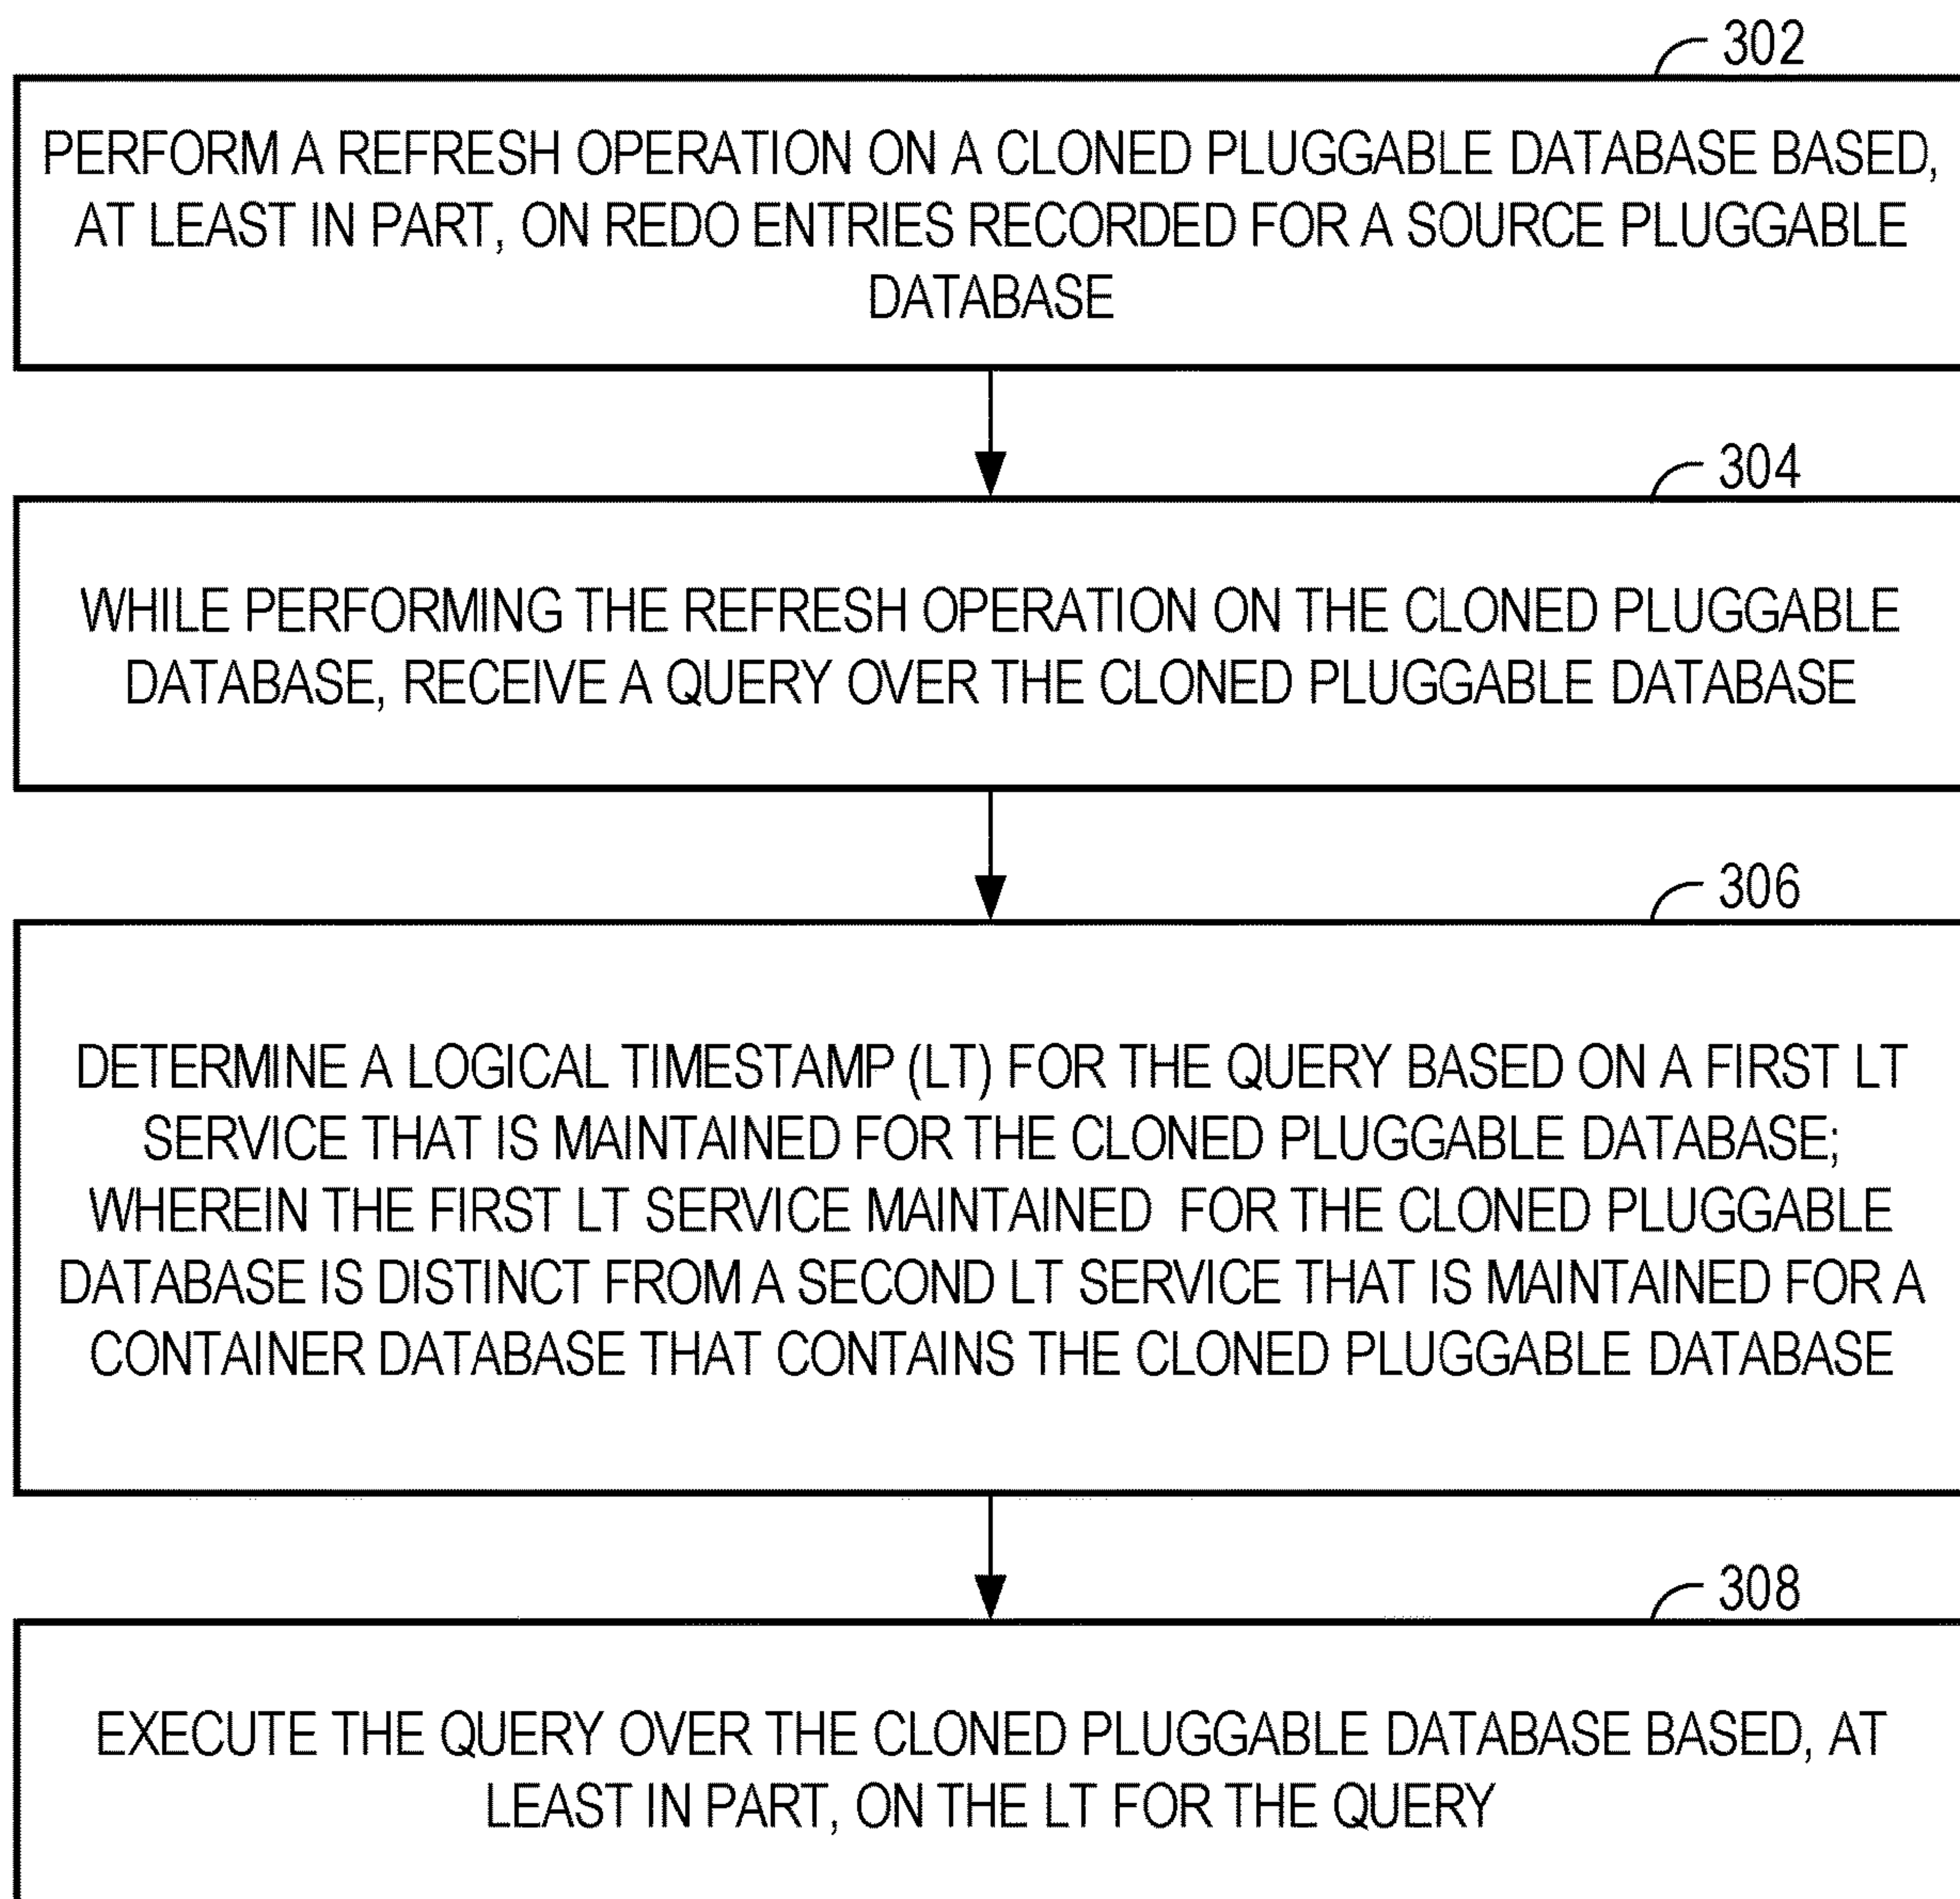 302
PERFORM A REFRESH OPERATION ON A CLONED PLUGGABLE DATABASE BASED,
AT LEAST IN PART, ON REDO ENTRIES RECORDED FOR A SOURCE PLUGGABLE
DATABASE
304
WHILE PERFORMING THE REFRESH OPERATION ON THE CLONED PLUGGABLE
DATABASE, RECEIVE A QUERY OVER THE CLONED PLUGGABLE DATABASE
306
DETERMINE A LOGICAL TIMESTAMP (LT) FOR THE QUERY BASED ON A FIRST LT
SERVICE THAT IS MAINTAINED FOR THE CLONED PLUGGABLE DATABASE;
WHEREIN THE FIRST LT SERVICE MAINTAINED FOR THE CLONED PLUGGABLE
DATABASE IS DISTINCT FROM A SECOND LT SERVICE THAT IS MAINTAINED FOR A
CONTAINER DATABASE THAT CONTAINS THE CLONED PLUGGABLE DATABASE
308
EXECUTE THE QUERY OVER THE CLONED PLUGGABLE DATABASE BASED, AT
LEAST IN PART, ON THE LT FOR THE QUERY